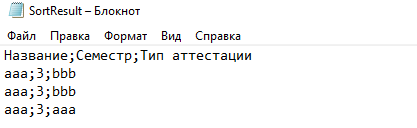 SortResult – Блокнот
Файл Правка Формат Вид Справка
Название;Семестр;Тип аттестации
aaa;3;bbb
aaa;3;bbb
aaa;3;aaa